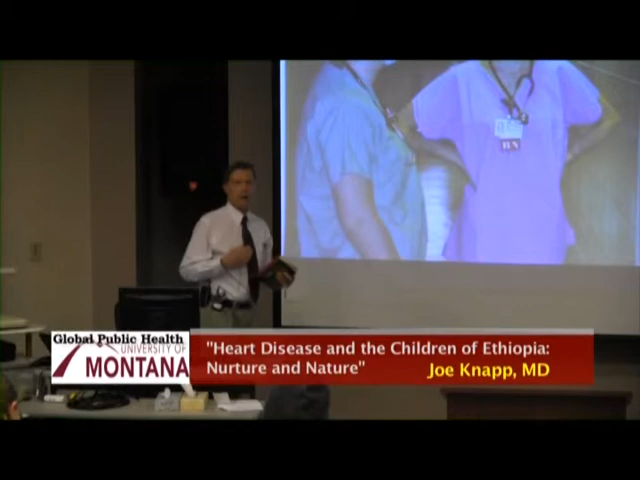 RN
Global Public Health
UNIVERSITY OF
MONTANA
"Heart Disease and the Children of Ethiopia:
Nurture and Nature"
Joe Knapp, MD